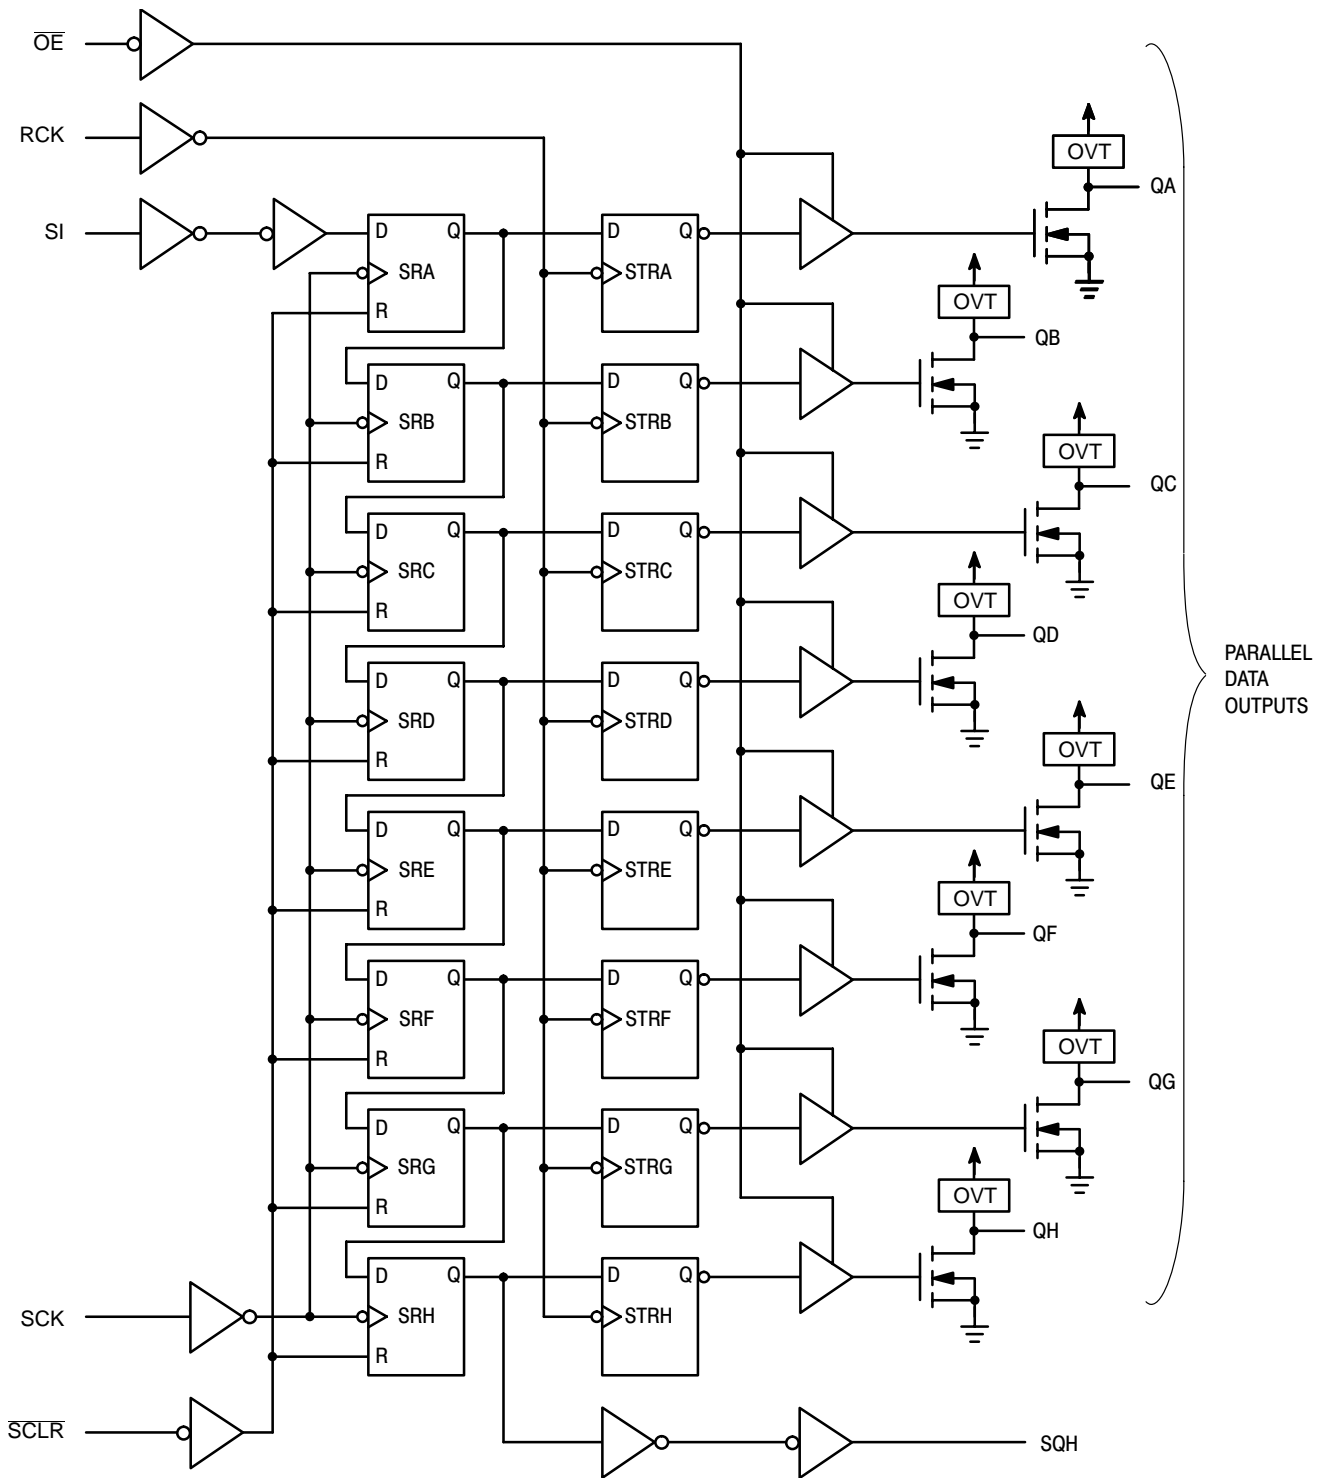 OE
RCK
OVT
QA
SI
D Q
SRA
R
D Q
STRA
OVT
QB
D Q
SRB
R
D Q
STRB
OVT
QC
D Q
SRC
R
D Q
STRC
OVT
QD
D Q
SRD
R
D Q
STRD
PARALLEL
DATA
OUTPUTS
OVT
QE
D Q
SRE
R
D Q
STRE
OVT
QF
D Q
SRF
R
D Q
STRF
OVT
QG
D Q
SRG
R
D Q
STRG
OVT
QH
D Q
SRH
R
D Q
STRH
SCK
SCLR
SQH